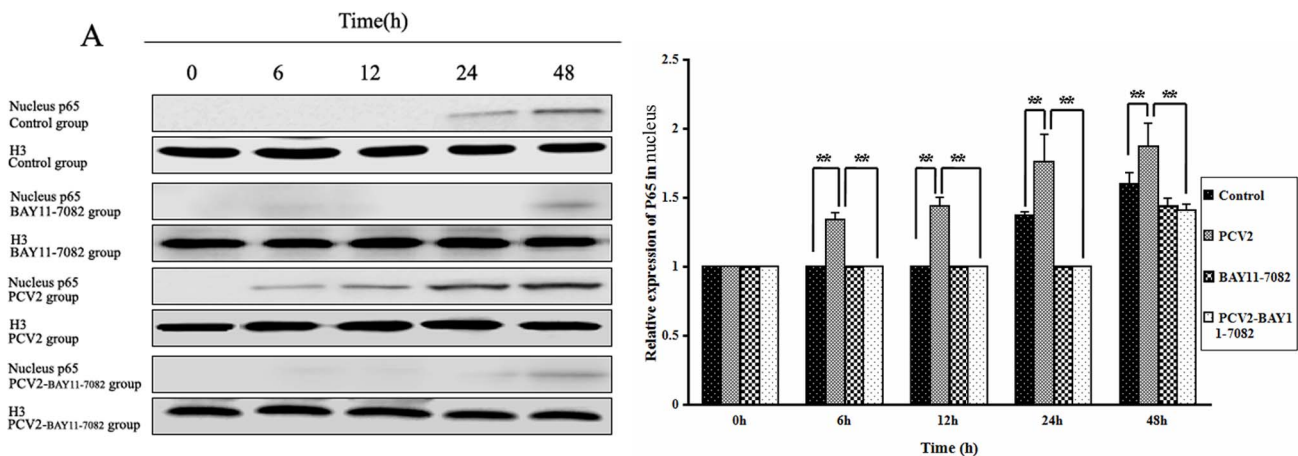 A
Time(h)
0 6 12 24 48
Nucleus p65
Control group
H3
Control group
Nucleus p65
BAY11-7082 group
H3
BAY11-7082 group
Nucleus p65
PCV2 group
H3
PCV2 group
Nucleus p65
PCV2-BAY11-7082 group
H3
PCV2-BAY11-7082 group
Relative expression of P65 in nucleus
2.5
2
1.5
1
0.5
0
** ** ** ** ** ** ** **
0h 6h 12h 24h 48h
Time (h)
Control
PCV2
BAY11-7082
PCV2-BAY1
1-7082